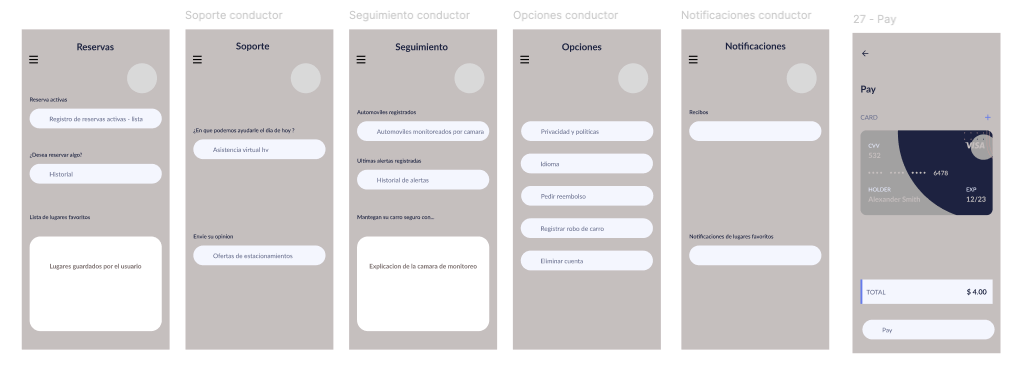 Soporte conductor
Seguimiento conductor
Opciones conductor
Notificaciones conductor
27 - Pay
Reservas
Reserva activas
Registro de reservas activas - lista
¿Desea reservar algo?
Historial
Lista de lugares favoritos
Lugares guardados por el usuario
Soporte
¿En que podemos ayudarle el dia de hoy ?
Asistencia virtual hv
Envie su opinion
Ofertas de estacionamientos
Seguimiento
Automoviles registrados
Automoviles monitoreados por camara
Ultimas alertas registradas
Historial de alertas
Mantegan su carro seguro con...
Explicacion de la camara de monitoreo
Opciones
Privacidad y políticas
Idioma
Pedir reembolso
Registrar robo de carro
Eliminar cuenta
Notificaciones
Recibos
Notificaciones de lugares favoritos
Pay
CARD +
CVV
522
VISA
•••• •••• •••• 6478
HOLDER
Alexander Smith
EXP
12/23
TOTAL $ 4.00
Pay